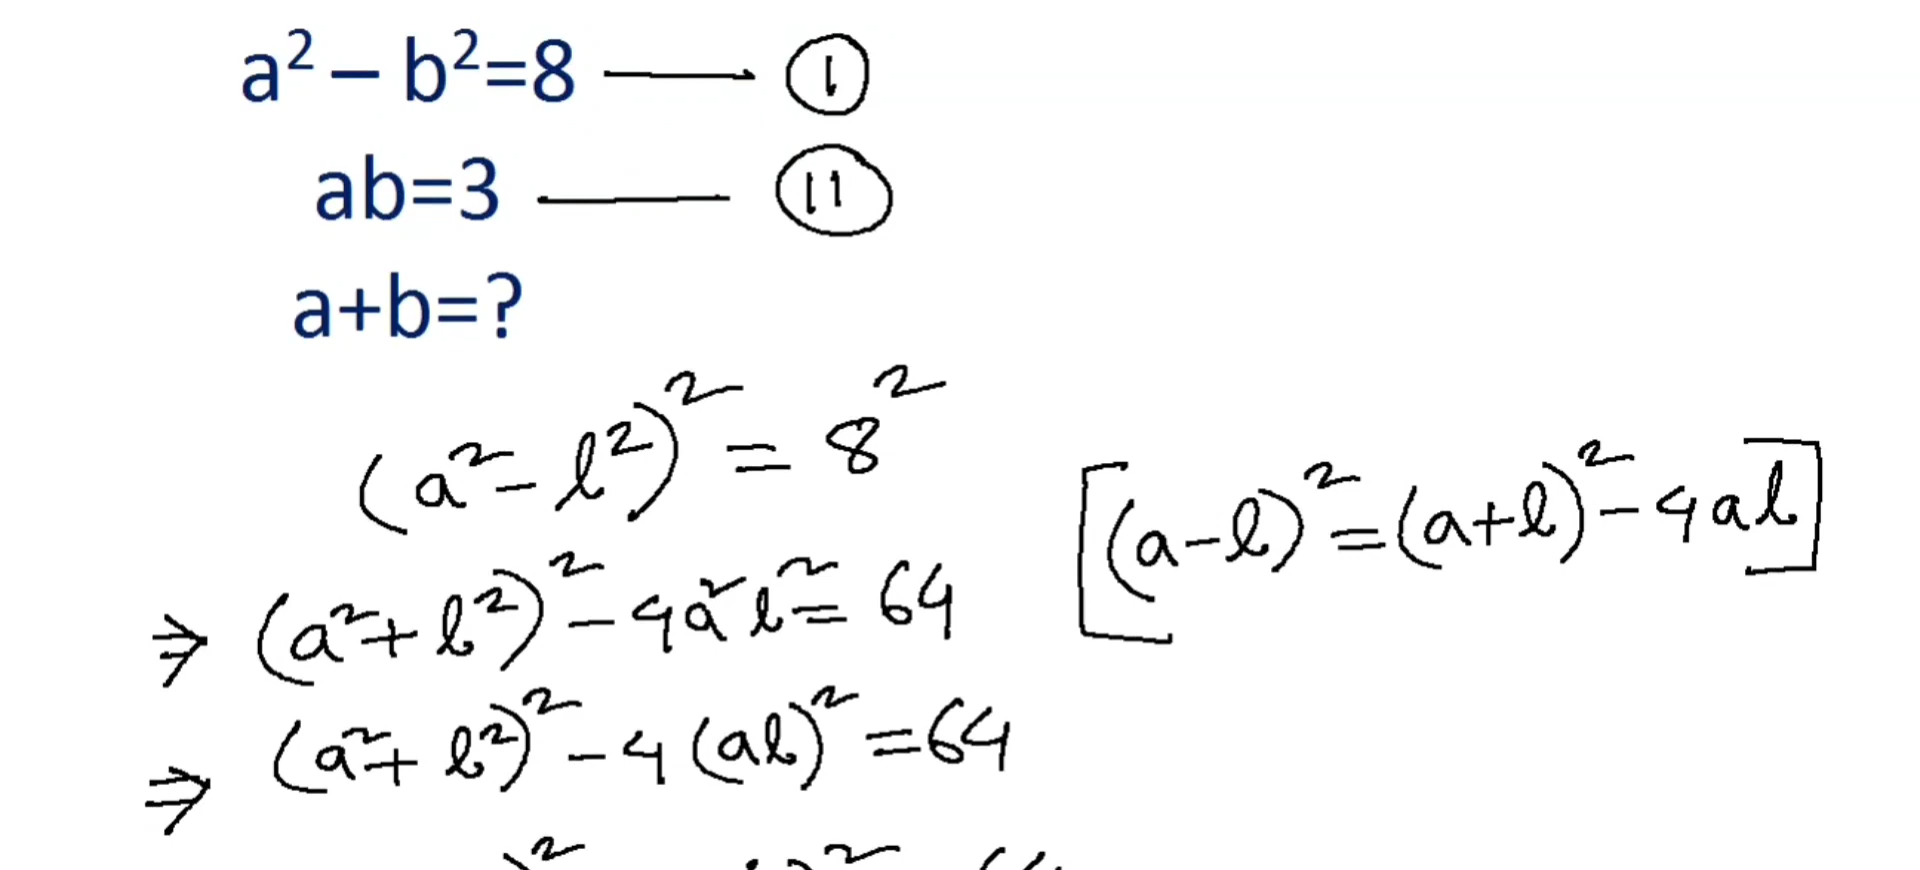 a²– b²=8 ⟶ (1)
ab=3 — (11)
a+b=?
(a²-b²)² = 8²
[(a-b)²=(a+b)²-4ab]
⇒ (a²+b²)²-4a²b²= 64
⇒ (a²+b²)²-4(ab)²=64